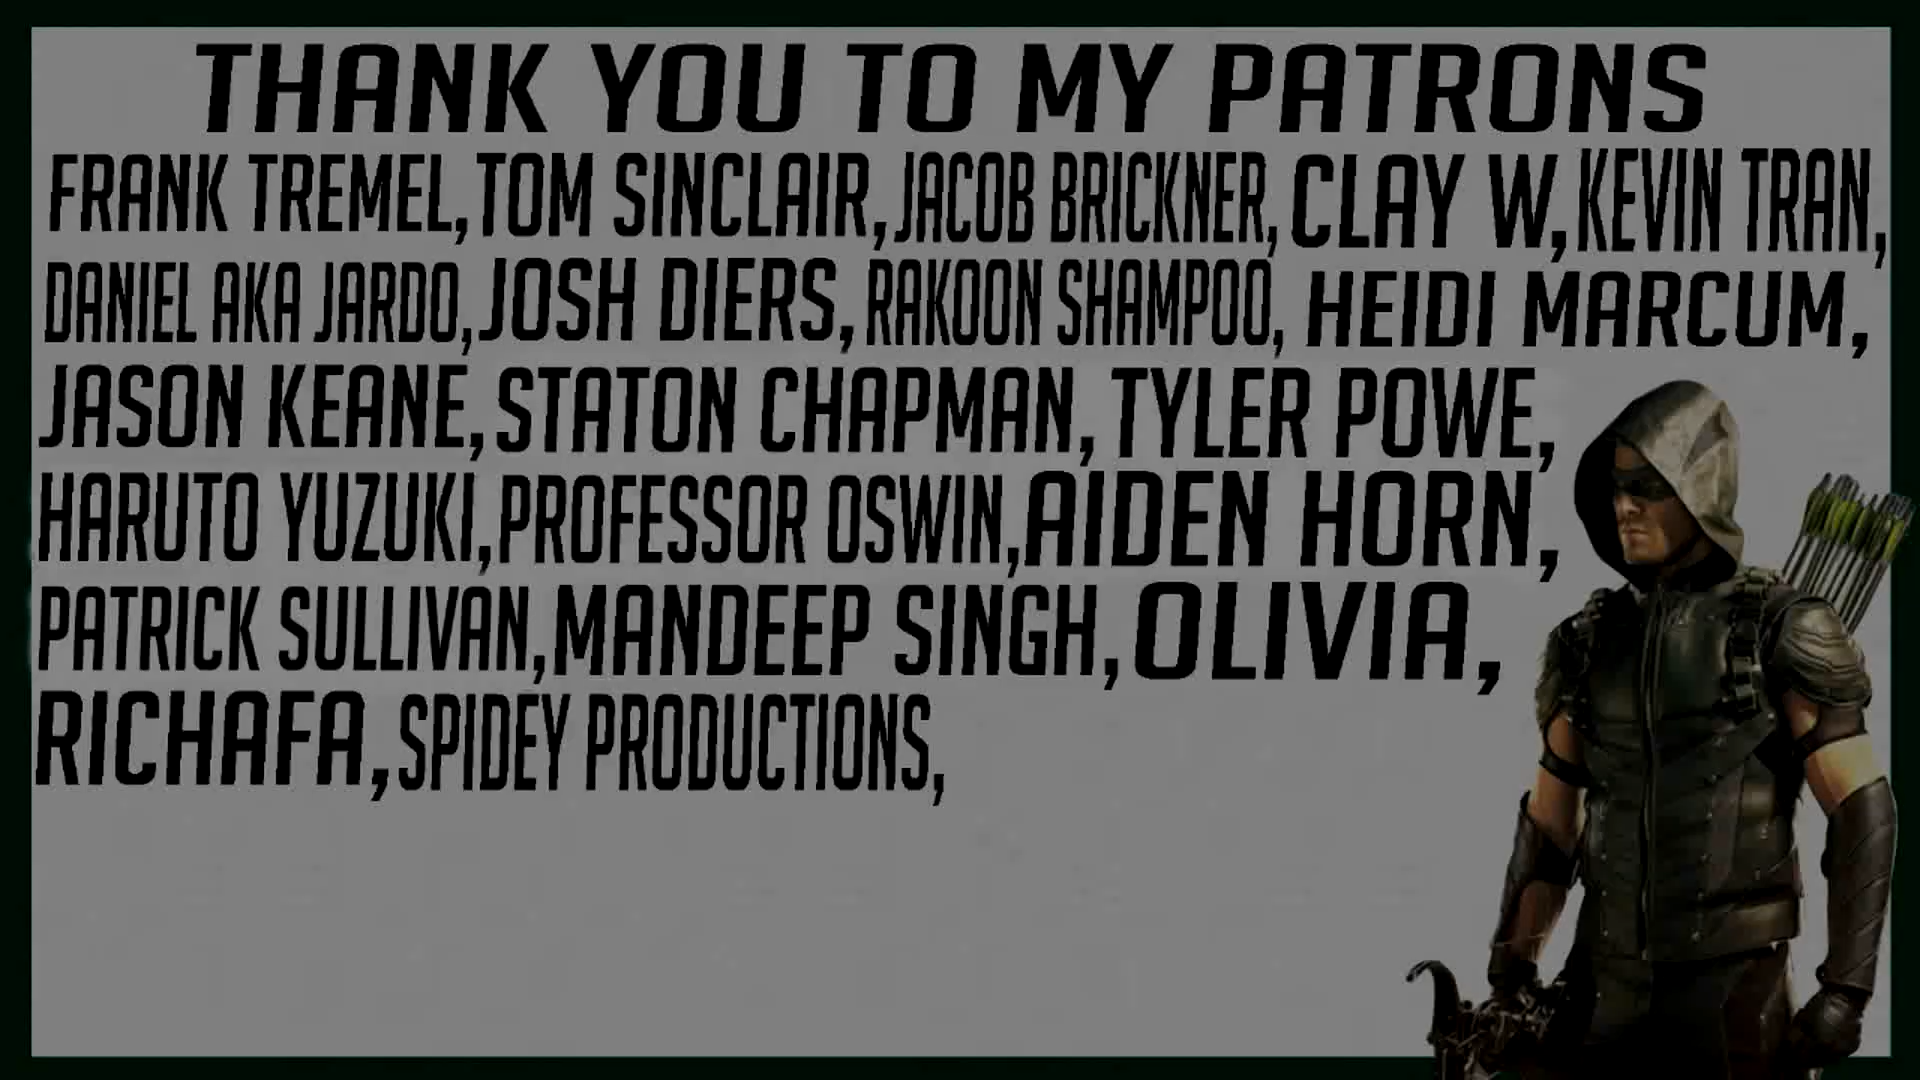 THANK YOU TO MY PATRONS
FRANK TREMEL, TOM SINCLAIR, JACOB BRICKNER, CLAY W, KEVIN TRAN,
DANIEL AKA JARDO, JOSH DIERS, RAKOON SHAMPOO, HEIDI MARCUM,
JASON KEANE, STATON CHAPMAN, TYLER POWE,
HARUTO YUZUKI, PROFESSOR OSWIN, AIDEN HORN,
PATRICK SULLIVAN, MANDEEP SINGH, OLIVIA,
RICHAFA, SPIDEY PRODUCTIONS,